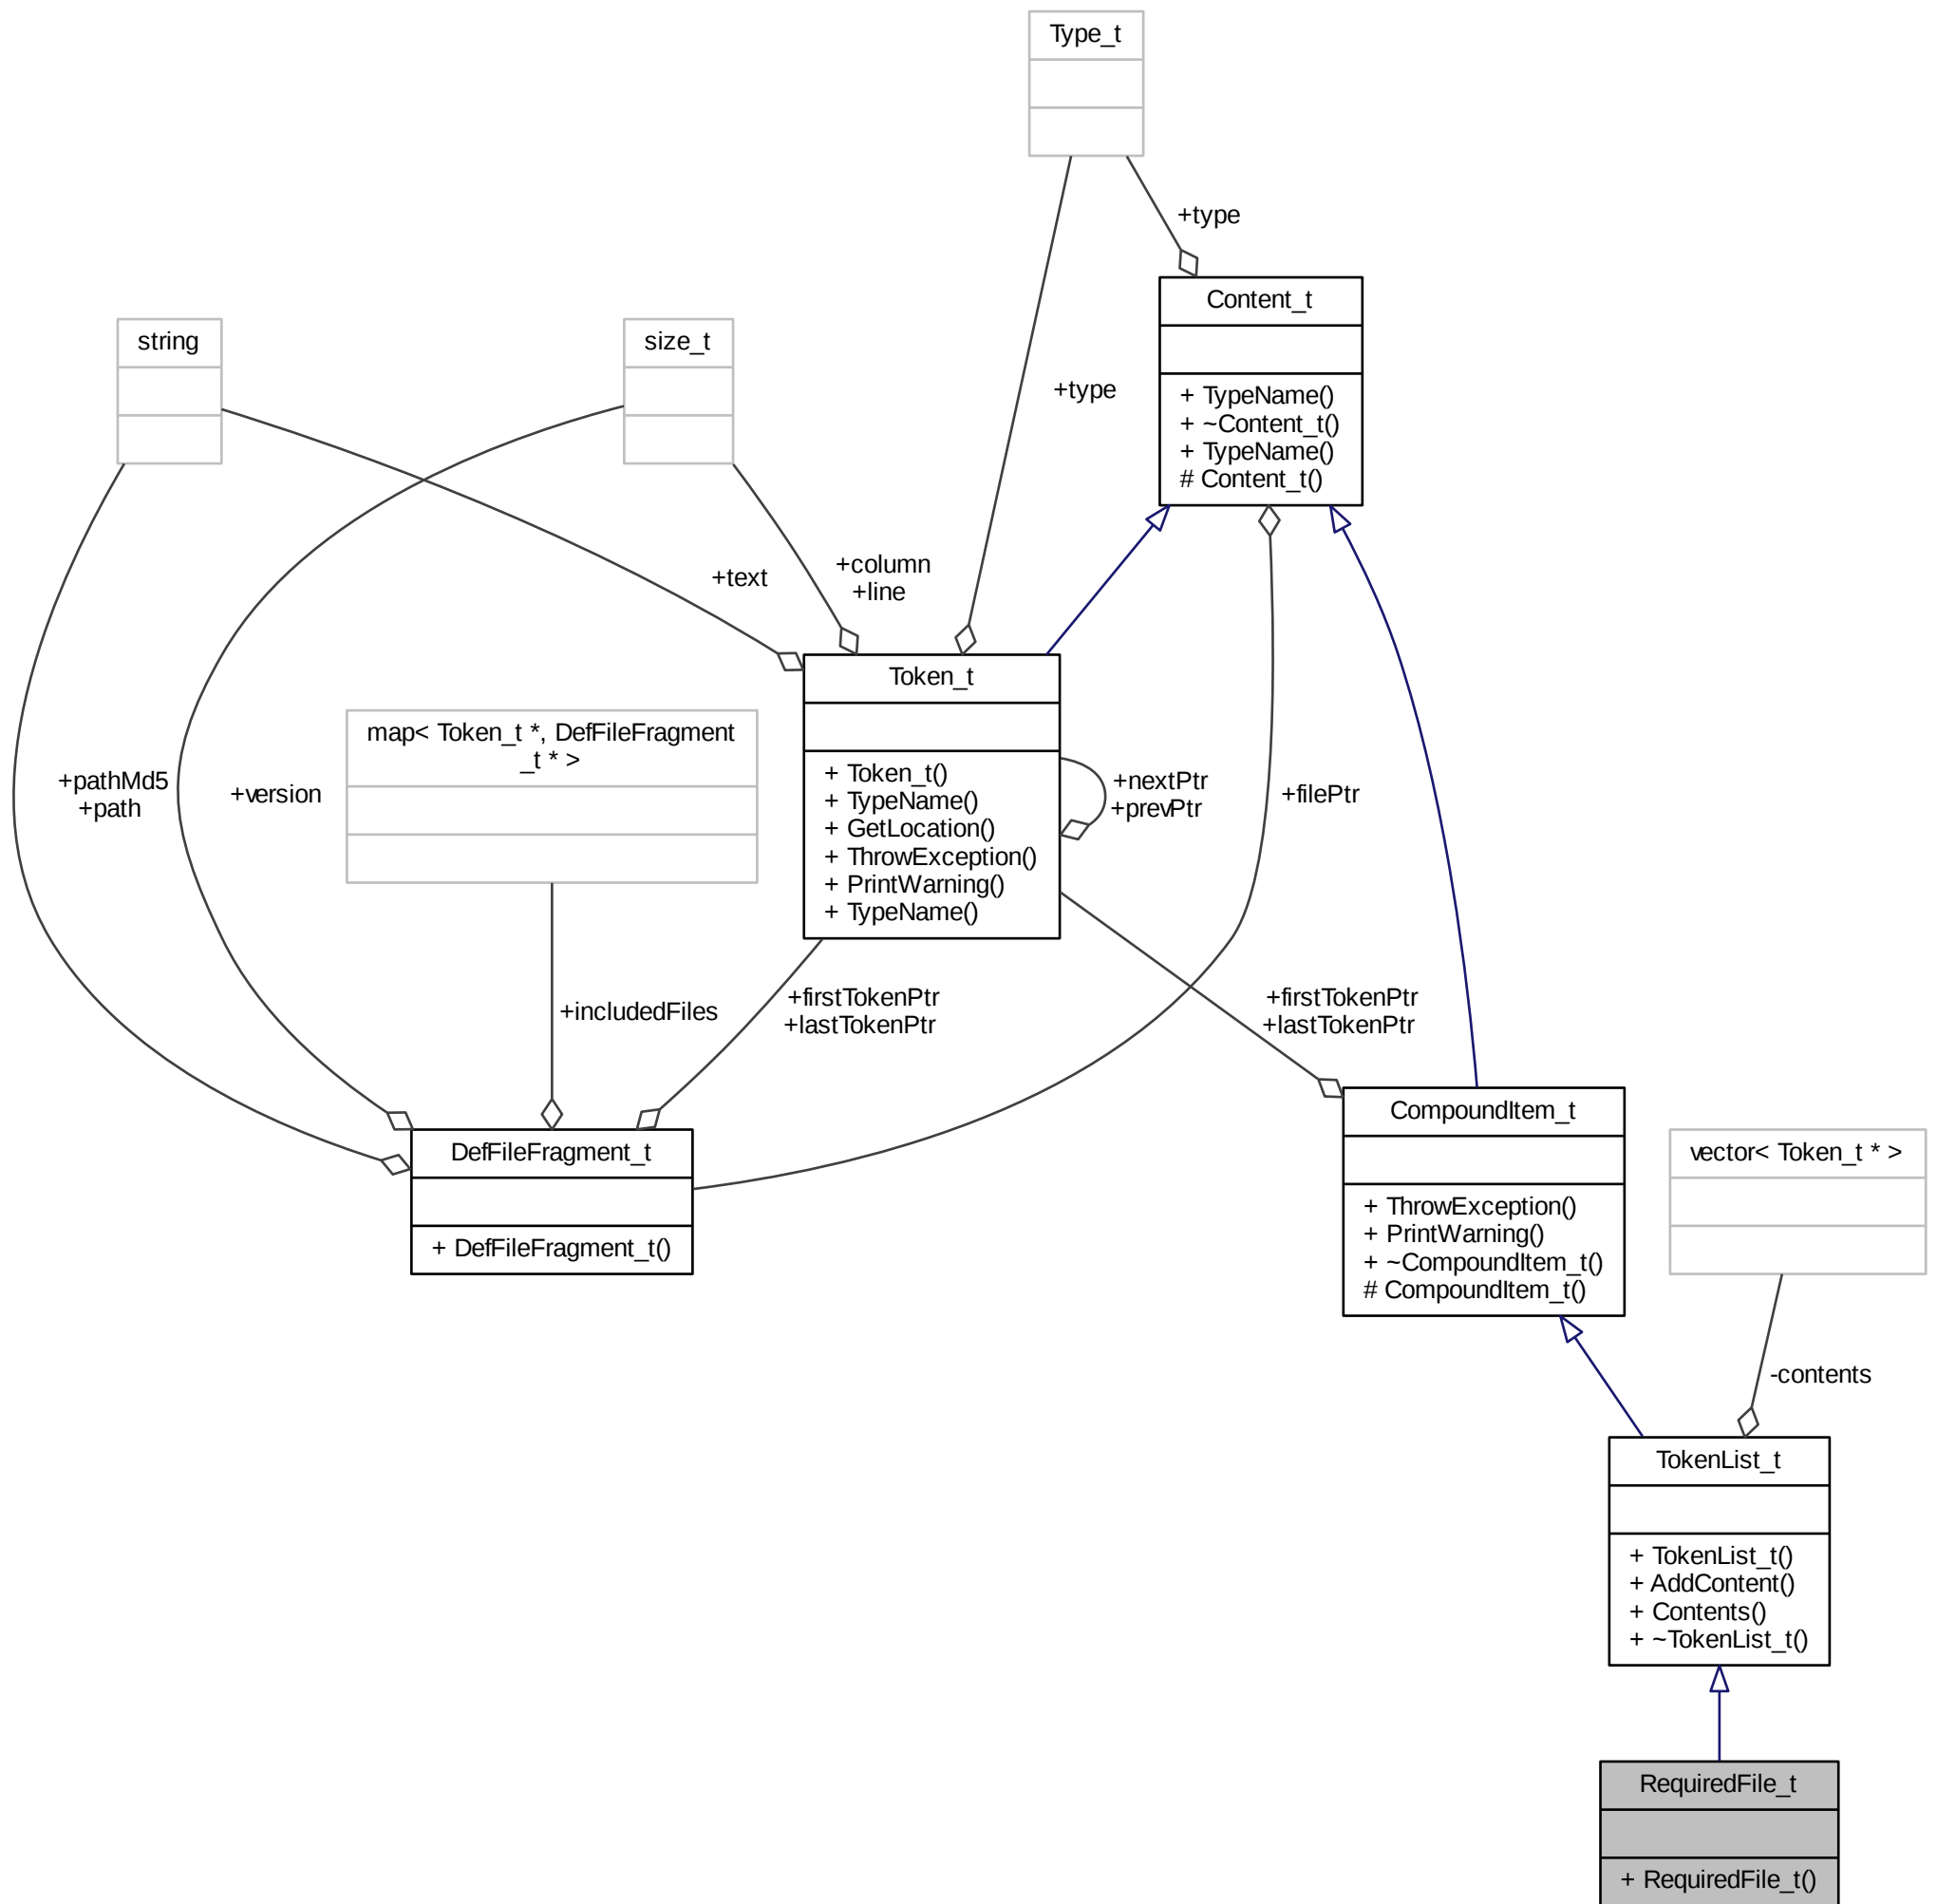 Type_t
+type
Content_t
+ TypeName()
+ ~Content_t()
+ TypeName()
# Content_t()
string
size_t
+type
+text
+column
+line
Token_t
+ Token_t()
+ TypeName()
+ GetLocation()
+ ThrowException()
+ PrintWarning()
+ TypeName()
+nextPtr
+prevPtr
+filePtr
map< Token_t *, DefFileFragment
_t * >
+pathMd5
+path
+version
+includedFiles
+firstTokenPtr
+lastTokenPtr
+firstTokenPtr
+lastTokenPtr
DefFileFragment_t
+ DefFileFragment_t()
CompoundItem_t
+ ThrowException()
+ PrintWarning()
+ ~CompoundItem_t()
# CompoundItem_t()
vector< Token_t * >
-contents
TokenList_t
+ TokenList_t()
+ AddContent()
+ Contents()
+ ~TokenList_t()
RequiredFile_t
+ RequiredFile_t()